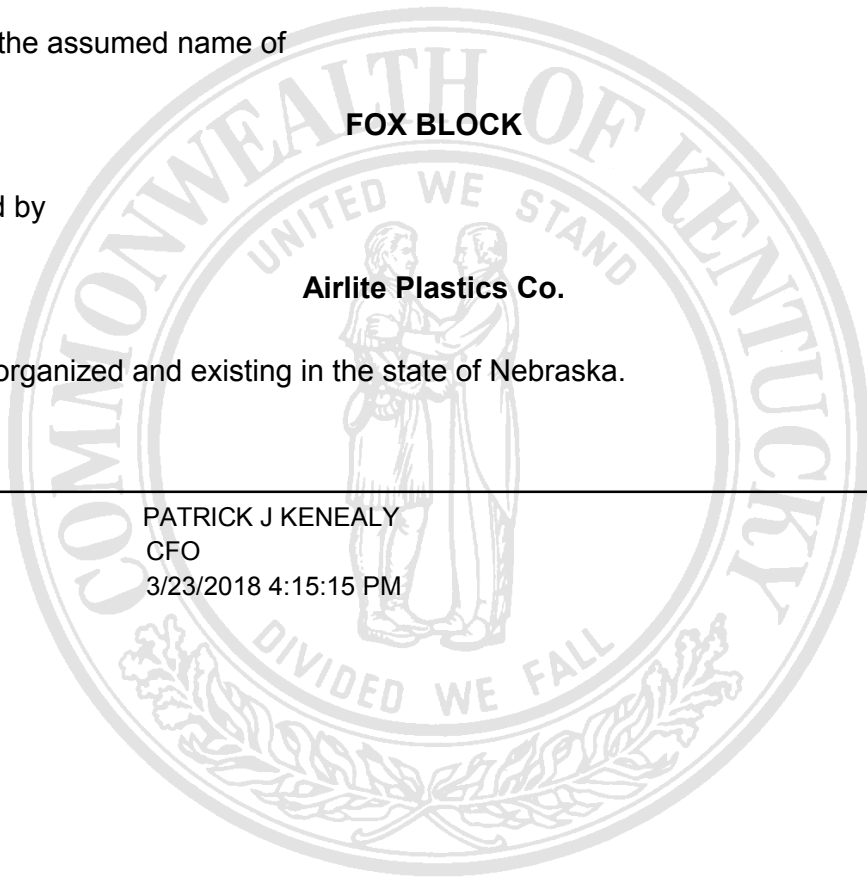 the assumed name of
FOX BLOCK
d by
Airlite Plastics Co.
organized and existing in the state of Nebraska.
PATRICK J KENEALY
CFO
3/23/2018 4:15:15 PM
COMMONWEALTH OF KENTUCKY
UNITED WE STAND
DIVIDED WE FALL